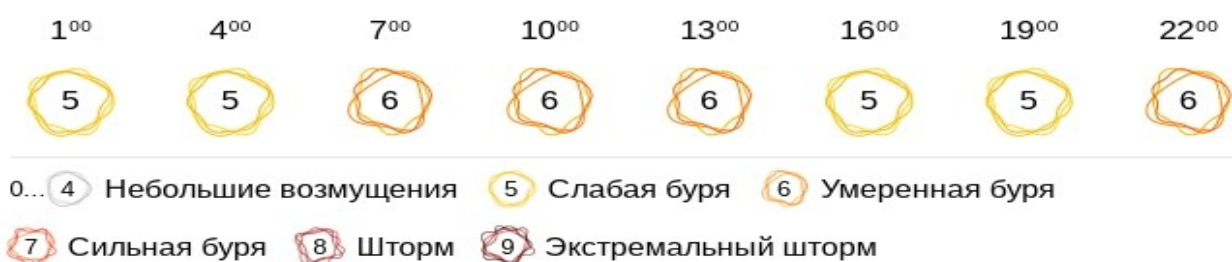 1⁰⁰ 4⁰⁰ 7⁰⁰ 10⁰⁰ 13⁰⁰ 16⁰⁰ 19⁰⁰ 22⁰⁰
5 5 6 6 6 5 5 6
0... 4 Небольшие возмущения 5 Слабая буря 6 Умеренная буря
7 Сильная буря 8 Шторм 9 Экстремальный шторм